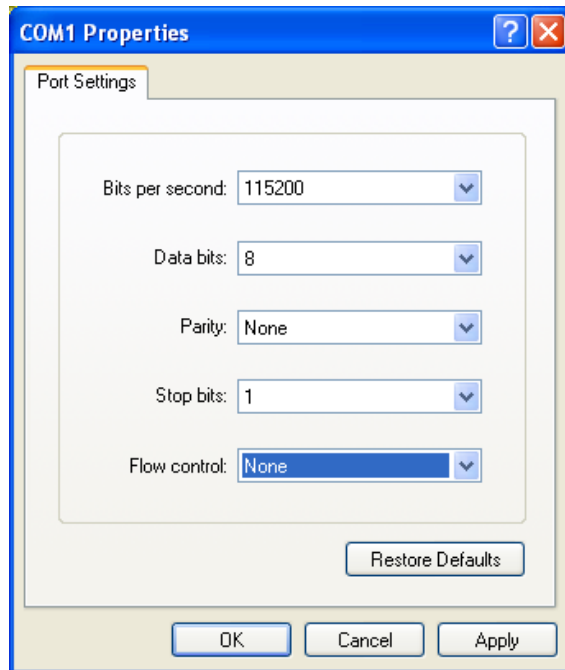 COM1 Properties
Port Settings
Bits per second: 115200
Data bits: 8
Parity: None
Stop bits: 1
Flow control: None
Restore Defaults
OK Cancel Apply